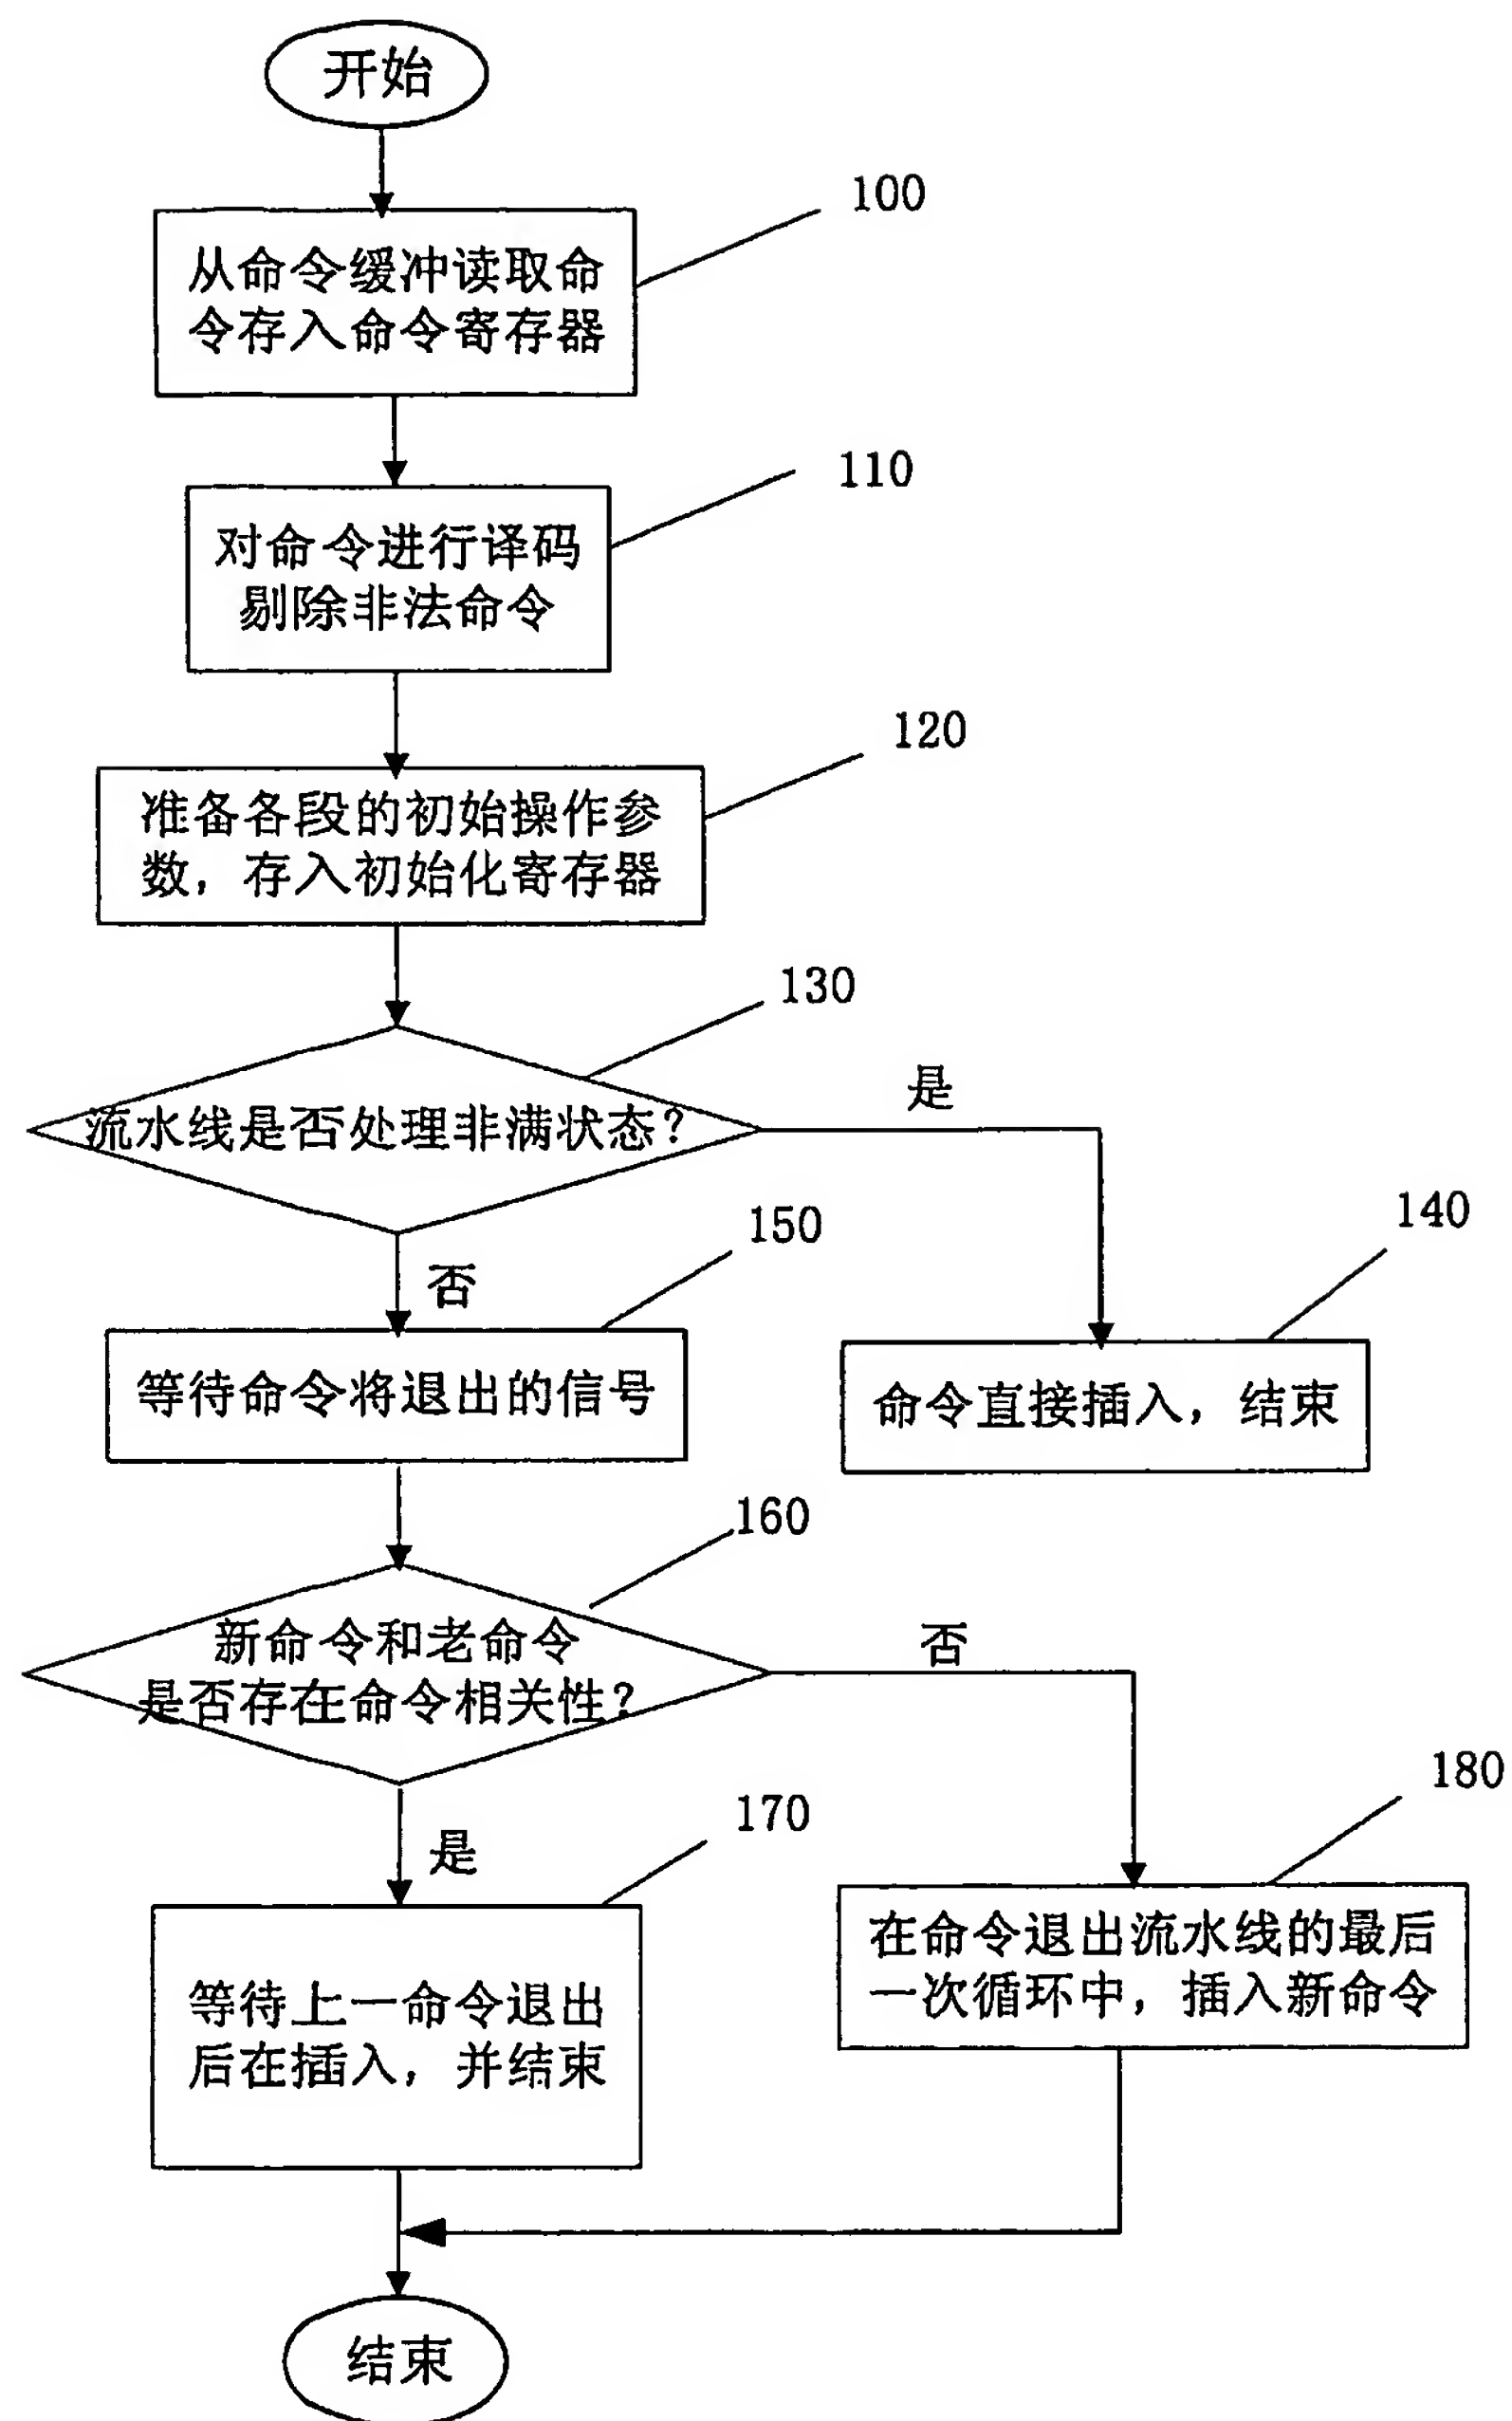 开始
100
从命令缓冲读取命
令存入命令寄存器
110
对命令进行译码
剔除非法命令
120
准备各段的初始操作参
数，存入初始化寄存器
130
流水线是否处理非满状态？
是
140
150
否
等待命令将退出的信号
命令直接插入，结束
160
新命令和老命令
是否存在命令相关性？
否
180
170
是
在命令退出流水线的最后
一次循环中，插入新命令
等待上一命令退出
后在插入，并结束
结束